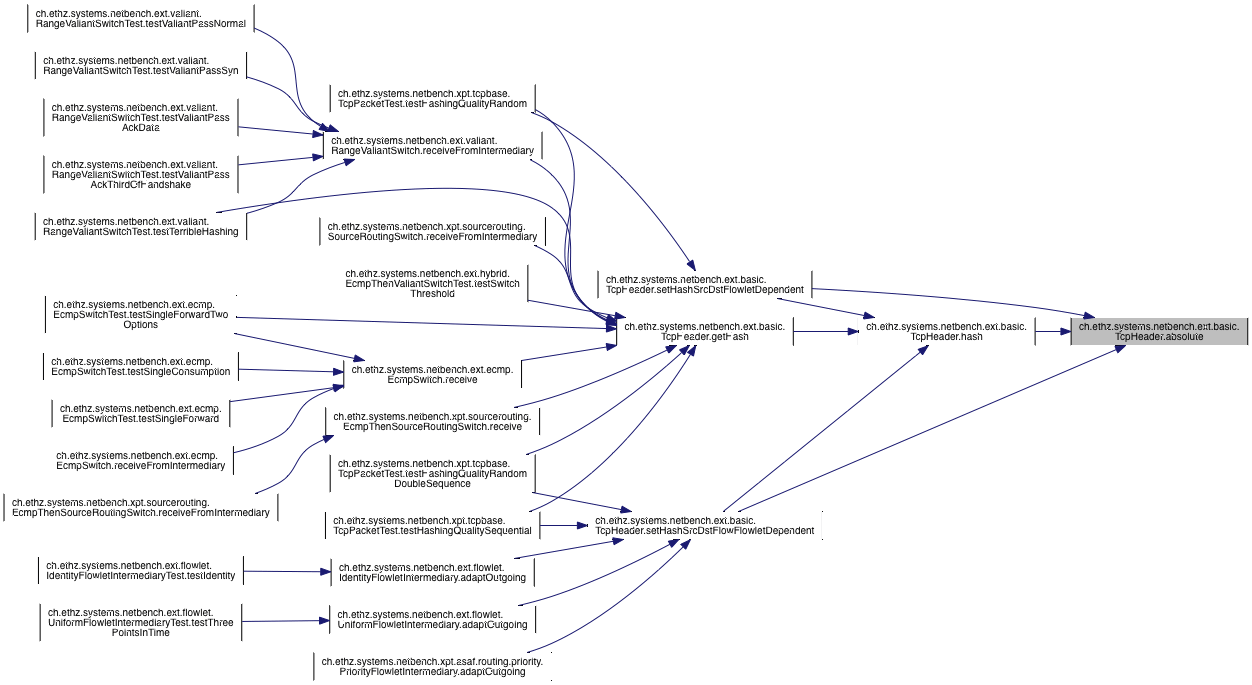 ch.ethz.systems.netbench.ext.valiant.
RangeValiantSwitchTest.testValiantPassNormal
ch.ethz.systems.netbench.ext.valiant.
RangeValiantSwitchTest.testValiantPassSyn
ch.ethz.systems.netbench.ext.valiant.
RangeValiantSwitchTest.testValiantPass
AckData
ch.ethz.systems.netbench.ext.valiant.
RangeValiantSwitchTest.testValiantPass
AckThirdOfHandshake
ch.ethz.systems.netbench.ext.valiant.
RangeValiantSwitchTest.testTerribleHashing
ch.ethz.systems.netbench.ext.ecmp.
EcmpSwitchTest.testSingleForwardTwo
Options
ch.ethz.systems.netbench.ext.ecmp.
EcmpSwitchTest.testSingleConsumption
ch.ethz.systems.netbench.ext.ecmp.
EcmpSwitchTest.testSingleForward
ch.ethz.systems.netbench.ext.ecmp.
EcmpSwitch.receiveFromIntermediary
ch.ethz.systems.netbench.xpt.sourcerouting.
EcmpThenSourceRoutingSwitch.receiveFromIntermediary
ch.ethz.systems.netbench.ext.flowlet.
IdentityFlowletIntermediaryTest.testIdentity
ch.ethz.systems.netbench.ext.flowlet.
UniformFlowletIntermediaryTest.testThree
PointsInTime
ch.ethz.systems.netbench.xpt.tcpbase.
TcpPacketTest.testHashingQualityRandom
ch.ethz.systems.netbench.ext.valiant.
RangeValiantSwitch.receiveFromIntermediary
ch.ethz.systems.netbench.xpt.sourcerouting.
SourceRoutingSwitch.receiveFromIntermediary
ch.ethz.systems.netbench.ext.hybrid.
EcmpThenValiantSwitchTest.testSwitch
Threshold
ch.ethz.systems.netbench.ext.ecmp.
EcmpSwitch.receive
ch.ethz.systems.netbench.xpt.sourcerouting.
EcmpThenSourceRoutingSwitch.receive
ch.ethz.systems.netbench.xpt.tcpbase.
TcpPacketTest.testHashingQualityRandom
DoubleSequence
ch.ethz.systems.netbench.xpt.tcpbase.
TcpPacketTest.testHashingQualitySequential
ch.ethz.systems.netbench.ext.flowlet.
IdentityFlowletIntermediary.adaptOutgoing
ch.ethz.systems.netbench.ext.flowlet.
UniformFlowletIntermediary.adaptOutgoing
ch.ethz.systems.netbench.xpt.asaf.routing.priority.
PriorityFlowletIntermediary.adaptOutgoing
ch.ethz.systems.netbench.ext.basic.
TcpHeader.setHashSrcDstFlowletDependent
ch.ethz.systems.netbench.ext.basic.
TcpHeader.getHash
ch.ethz.systems.netbench.ext.basic.
TcpHeader.setHashSrcDstFlowFlowletDependent
ch.ethz.systems.netbench.ext.basic.
TcpHeader.hash
ch.ethz.systems.netbench.ext.basic.
TcpHeader.absolute